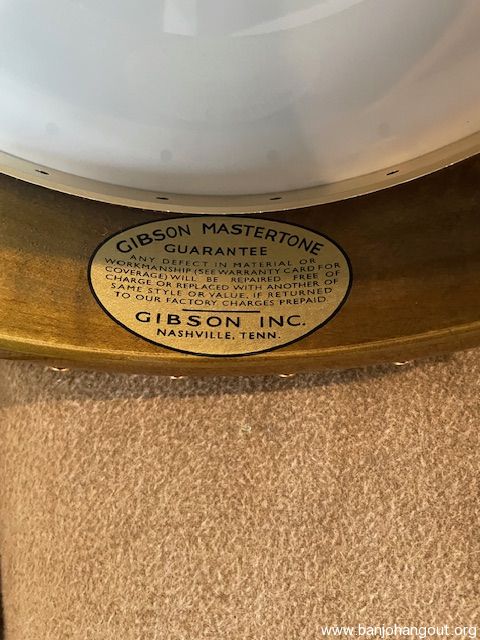 GIBSON MASTERTONE
GUARANTEE
ANY DEFECT IN MATERIAL OR
WORKMANSHIP (SEE WARRANTY CARD FOR
COVERAGE) WILL BE REPAIRED FREE OF
CHARGE OR REPLACED WITH ANOTHER OF
SAME STYLE OR VALUE, IF RETURNED
TO OUR FACTORY, CHARGES PREPAID.
GIBSON INC.
NASHVILLE, TENN.
www.banjohangout.org